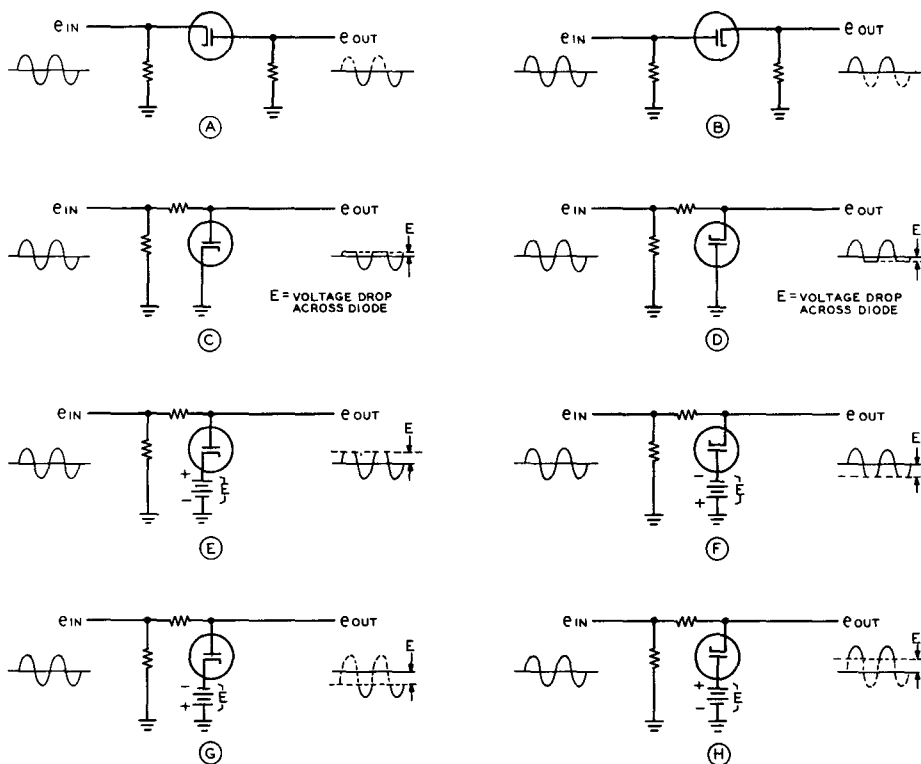 e IN
e OUT
A
e IN
e OUT
B
e IN
e OUT
E
E = VOLTAGE DROP
ACROSS DIODE
C
e IN
e OUT
E
E = VOLTAGE DROP
ACROSS DIODE
D
e IN
e OUT
E
+
E
-
E
e IN
e OUT
E
-
E
+
F
e IN
e OUT
E
-
E
+
G
e IN
e OUT
E
+
E
-
H